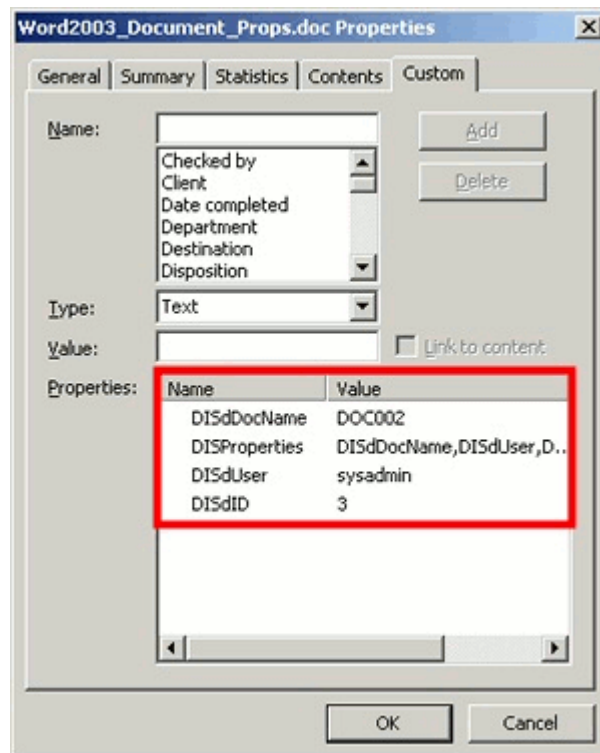 Word2003_Document_Props.doc Properties
General Summary Statistics Contents Custom
Name:
Add
Checked by
Client
Date completed
Department
Destination
Disposition
Delete
Type:
Text
Value:
Link to content
Properties:
Name Value
DISdDocName DOC002
DISProperties DISdDocName,DISdUser,D..
DISdUser sysadmin
DISdID 3
OK Cancel